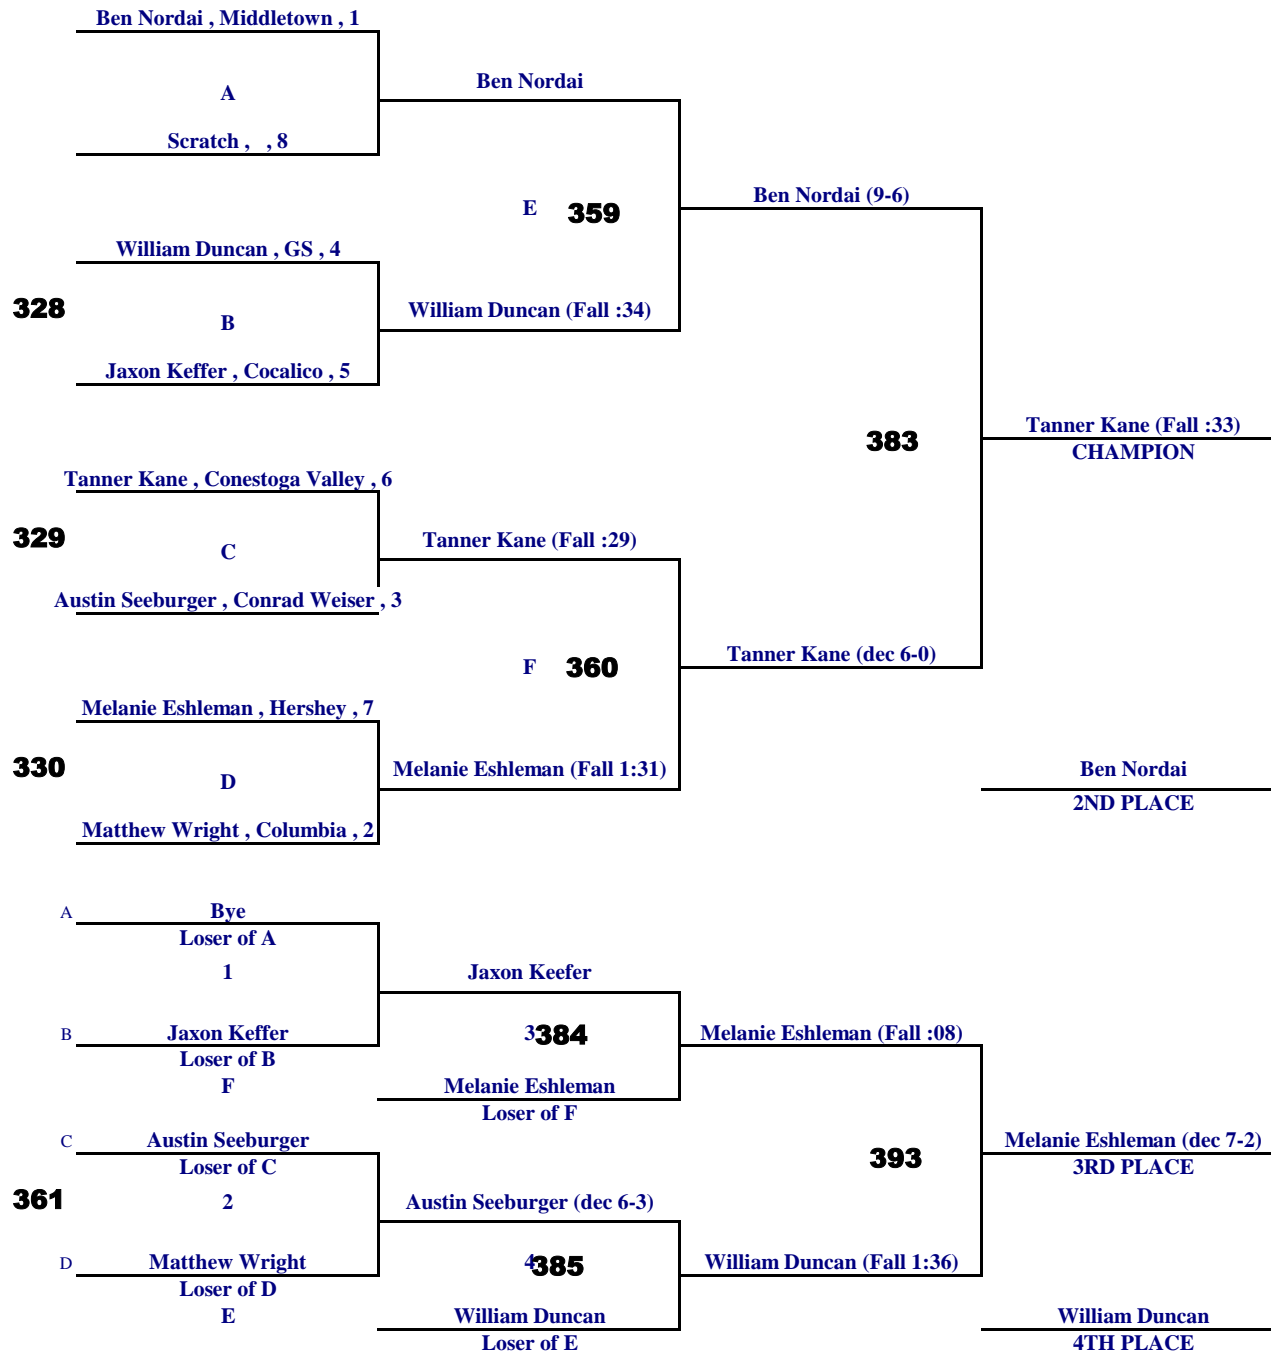 Ben Nordai , Middletown , 1
A
Ben Nordai
Scratch , , 8
E 359
Ben Nordai (9-6)
William Duncan , GS , 4
328
B
William Duncan (Fall :34)
Jaxon Keffer , Cocalico , 5
383
Tanner Kane (Fall :33)
CHAMPION
Tanner Kane , Conestoga Valley , 6
329
C
Tanner Kane (Fall :29)
Austin Seeburger , Conrad Weiser , 3
F 360
Tanner Kane (dec 6-0)
Melanie Eshleman , Hershey , 7
330
D
Melanie Eshleman (Fall 1:31)
Matthew Wright , Columbia , 2
Ben Nordai
2ND PLACE
A Bye
Loser of A
1
Jaxon Keefer
B Jaxon Keffer
Loser of B
3 384
Melanie Eshleman (Fall :08)
F
Melanie Eshleman
Loser of F
C Austin Seeburger
Loser of C
393
Melanie Eshleman (dec 7-2)
3RD PLACE
361
2
Austin Seeburger (dec 6-3)
D Matthew Wright
Loser of D
4 385
William Duncan (Fall 1:36)
E
William Duncan
Loser of E
William Duncan
4TH PLACE